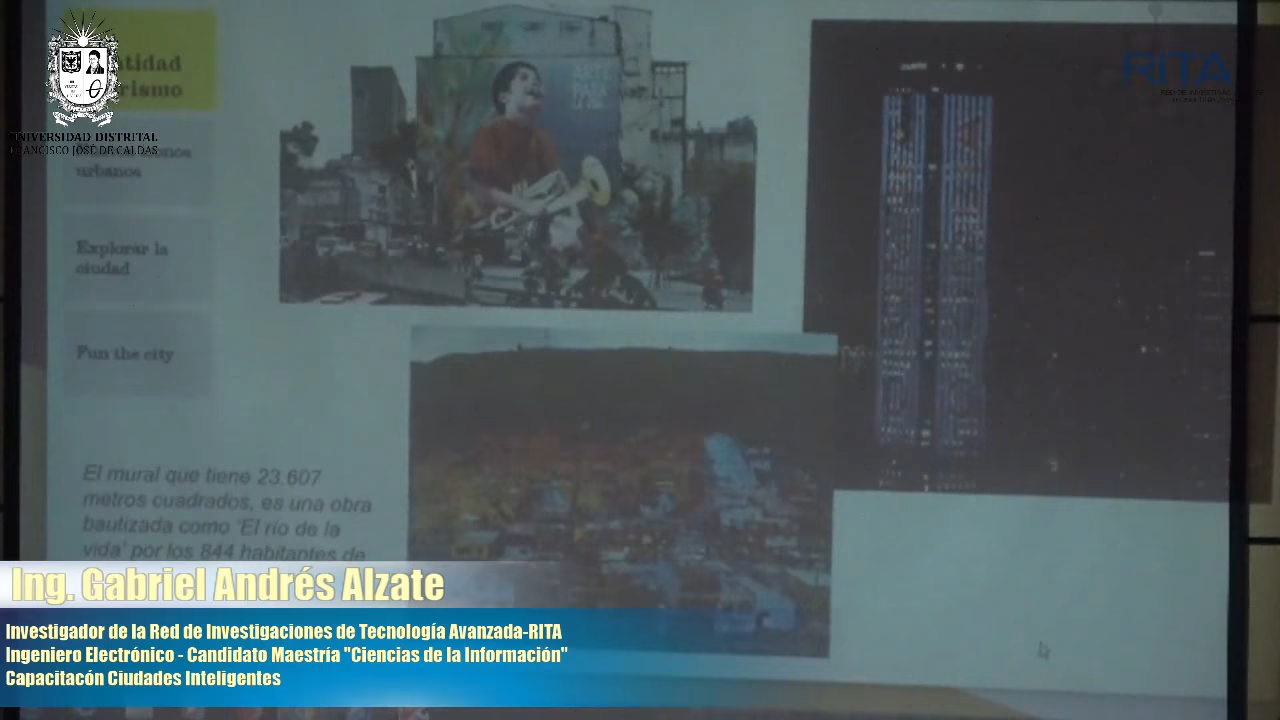 UNIVERSIDAD DISTRITAL
FRANCISCO JOSÉ DE CALDAS
RITA
urbanos
Explorar la
ciudad
Fun the city
El mural que tiene 23.607
metros cuadrados, es una obra
bautizada como 'El río de la
vida' por los 844 habitantes de
Ing. Gabriel Andrés Alzate
Investigador de la Red de Investigaciones de Tecnología Avanzada-RITA
Ingeniero Electrónico - Candidato Maestría "Ciencias de la Información"
Capacitacón Ciudades Inteligentes